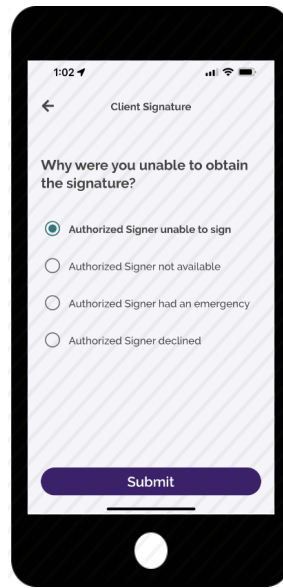 1:02
Client Signature
Why were you unable to obtain
the signature?
Authorized Signer unable to sign
Authorized Signer not available
Authorized Signer had an emergency
Authorized Signer declined
Submit